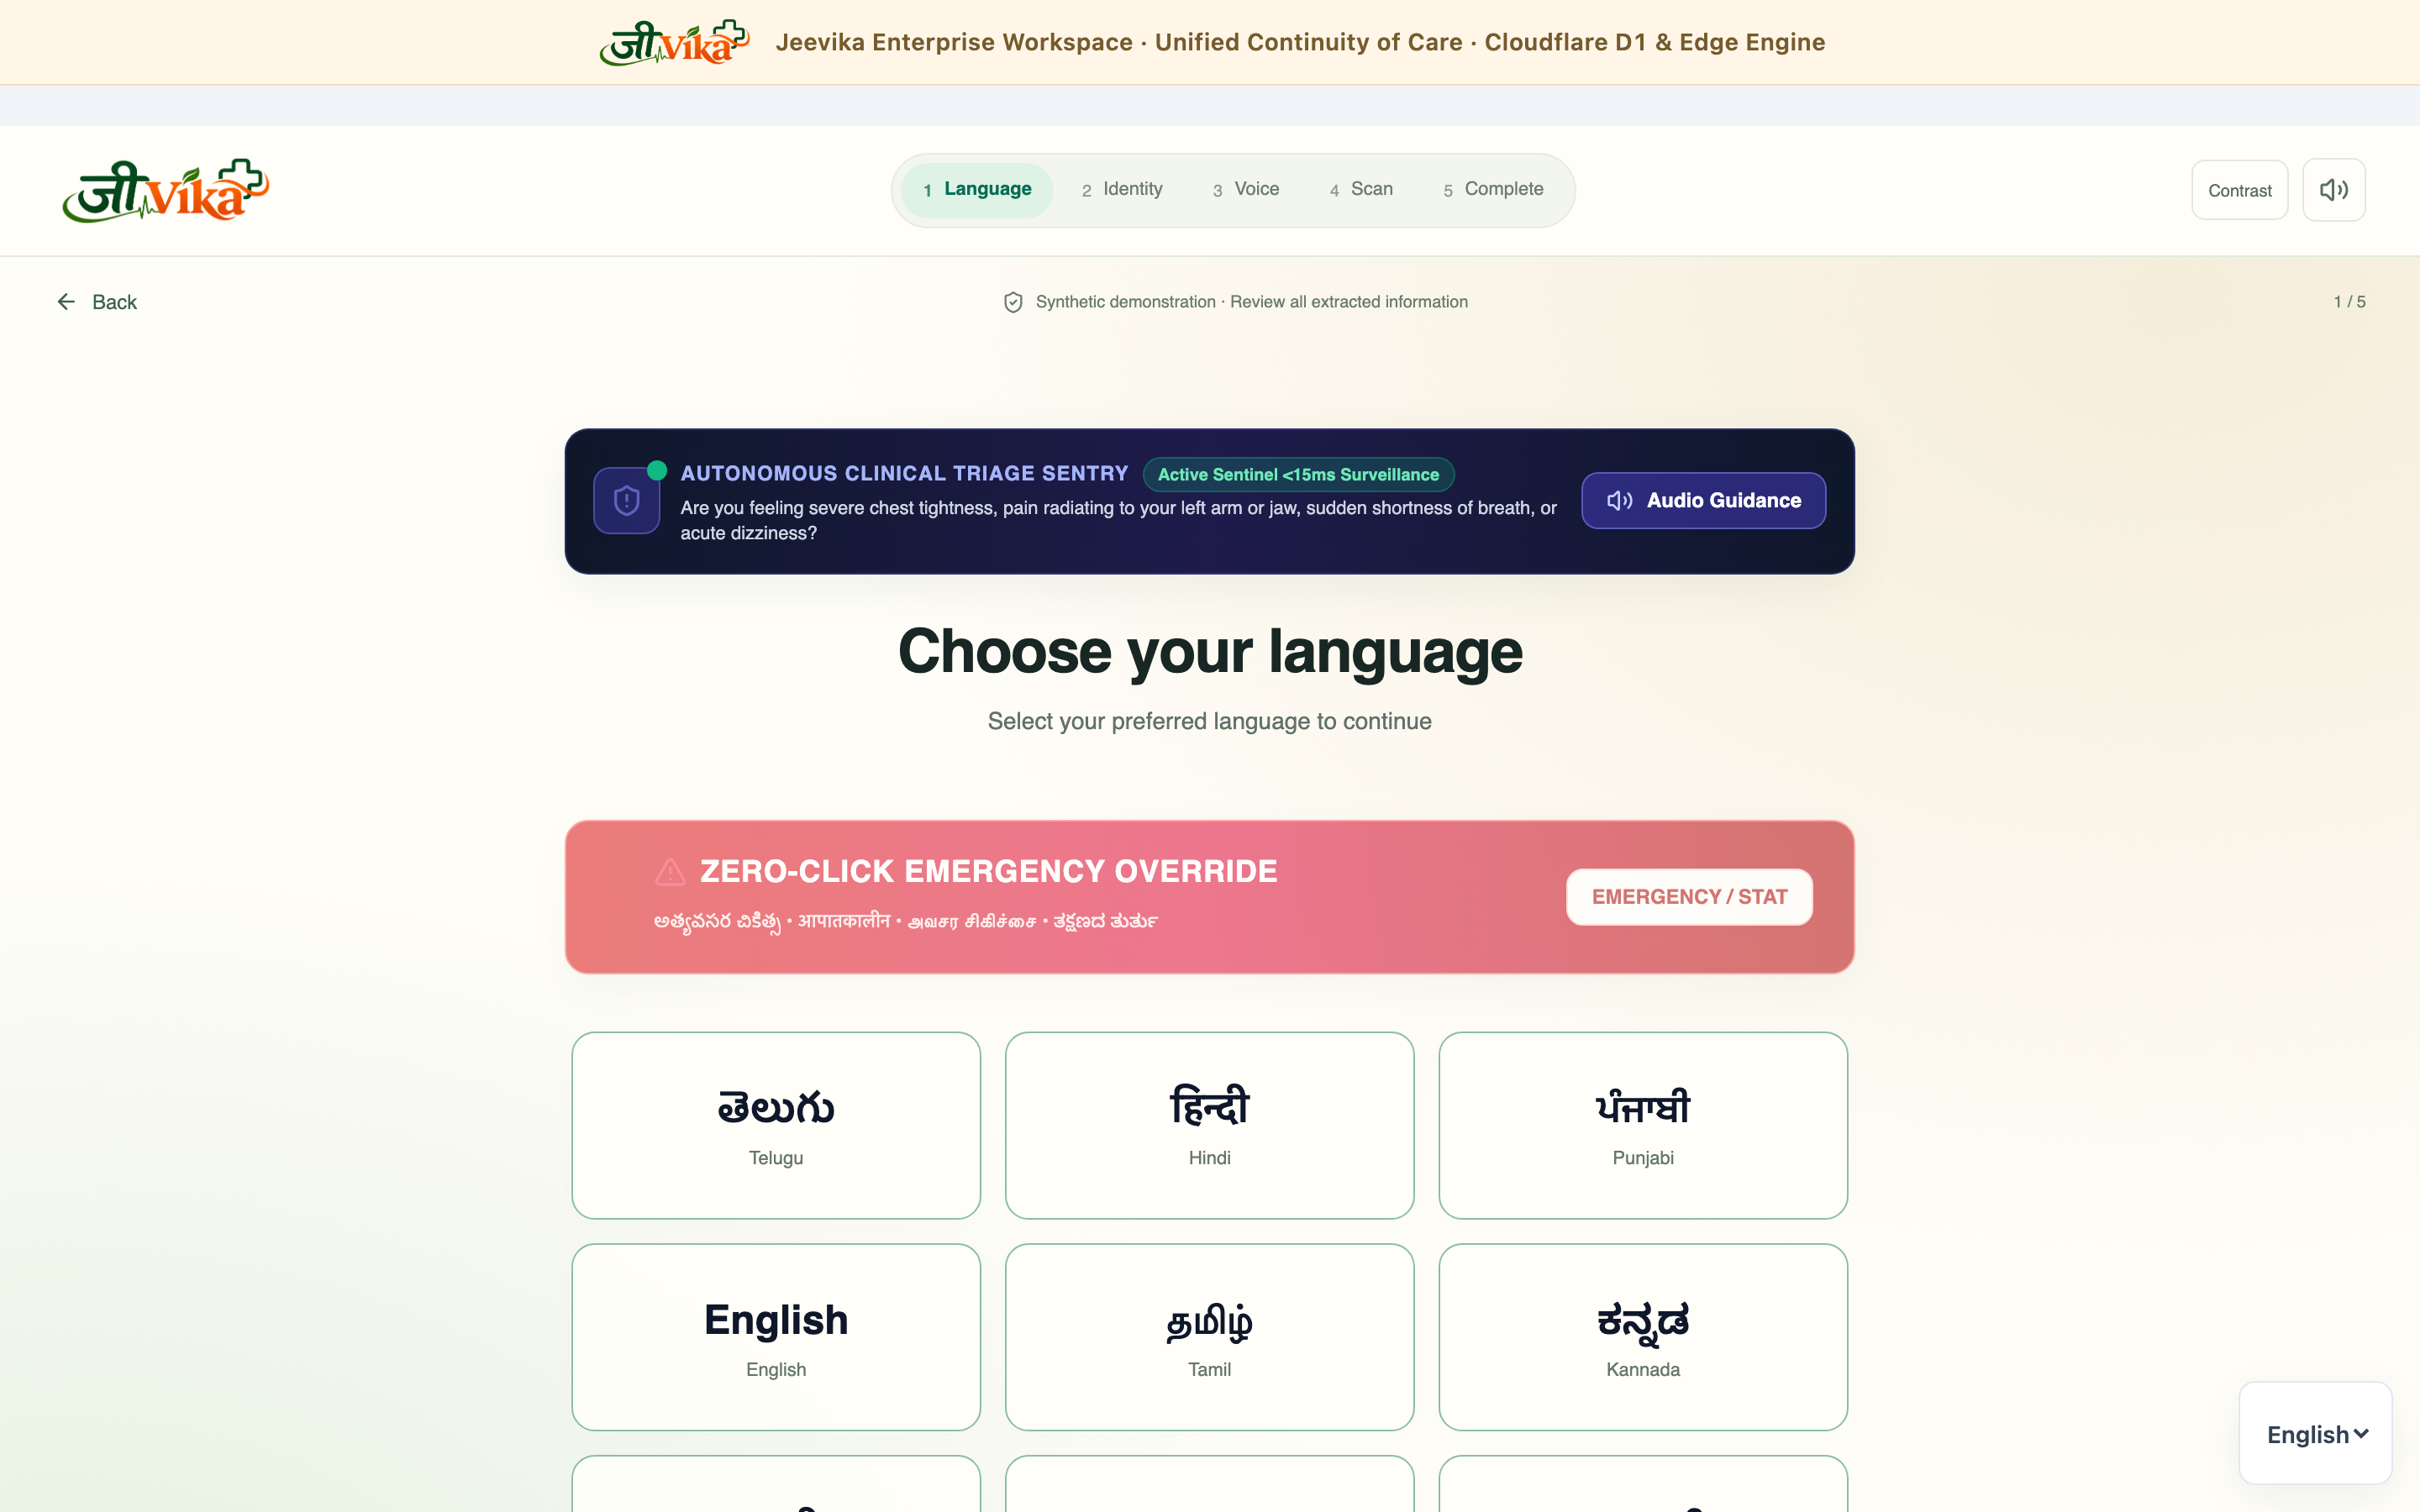 जीvika Jeevika Enterprise Workspace · Unified Continuity of Care · Cloudflare D1 & Edge Engine
जीvika
1 Language 2 Identity 3 Voice 4 Scan 5 Complete
Contrast
Back
Synthetic demonstration · Review all extracted information
1 / 5
AUTONOMOUS CLINICAL TRIAGE SENTRY Active Sentinel <15ms Surveillance
Are you feeling severe chest tightness, pain radiating to your left arm or jaw, sudden shortness of breath, or
acute dizziness?
Audio Guidance
Choose your language
Select your preferred language to continue
ZERO-CLICK EMERGENCY OVERRIDE
అత్యవసర చికిత్స • आपातकालीन • அவசர சிகிச்சை • ತಕ್ಷಣದ ತುರ್ತು
EMERGENCY / STAT
తెలుగు
Telugu
हिन्दी
Hindi
ਪੰਜਾਬੀ
Punjabi
English
English
தமிழ்
Tamil
ಕನ್ನಡ
Kannada
English